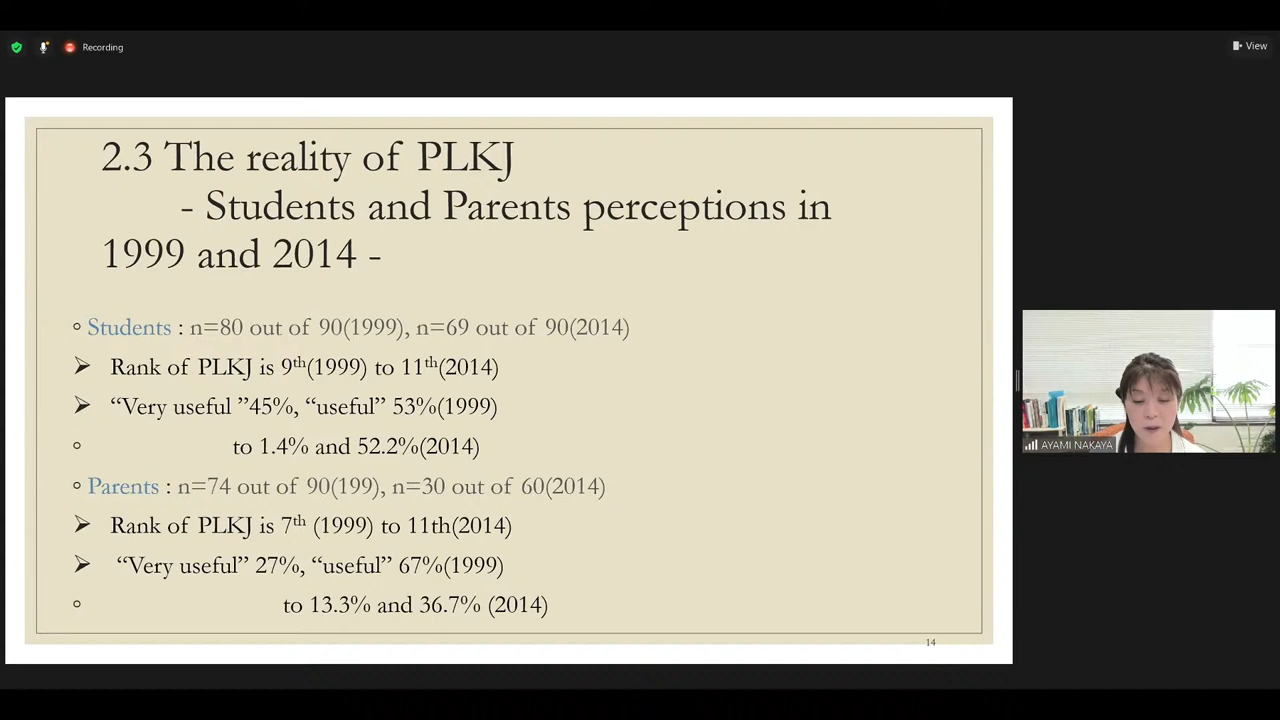 Recording
View
2.3 The reality of PLKJ
- Students and Parents perceptions in
1999 and 2014 -
Students : n=80 out of 90(1999), n=69 out of 90(2014)
Rank of PLKJ is 9th(1999) to 11th(2014)
“Very useful ”45%, “useful” 53%(1999)
to 1.4% and 52.2%(2014)
Parents : n=74 out of 90(199), n=30 out of 60(2014)
Rank of PLKJ is 7th (1999) to 11th(2014)
“Very useful” 27%, “useful” 67%(1999)
to 13.3% and 36.7% (2014)
14
AYAMI NAKAYA